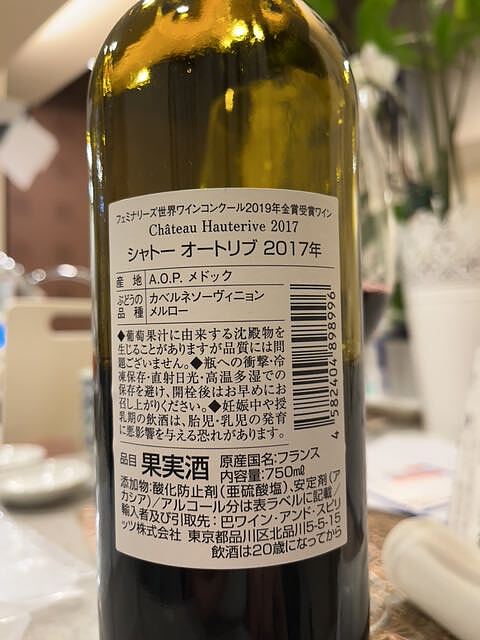 フェミナリーズ世界ワインコンクール2019年金賞受賞ワイン
Château Hauterive 2017
シャトー オートリブ 2017年
産 地 A.O.P. メドック
ぶどうの品 種 カベルネソーヴィニョン
メルロー
◆葡萄果汁に由来する沈殿物を
生じることがありますが品質には問
題ございません。◆瓶への衝撃・冷
凍保存・直射日光・高温多湿での
保存を避け、開栓後はお早めにお
召し上がりください。◆妊娠中や授
乳期の飲酒は、胎児・乳児の発育
に悪影響を与える恐れがあります。
4 582404 898996
品目 果実酒 原産国名:フランス
内容量:750ml
添加物:酸化防止剤(亜硫酸塩)、安定剤(ア
カシア)/アルコール分は表ラベルに記載
輸入者及び引取先:巴ワイン・アンド・スピリ
ッツ株式会社 東京都品川区北品川5-5-15
飲酒は20歳になってから